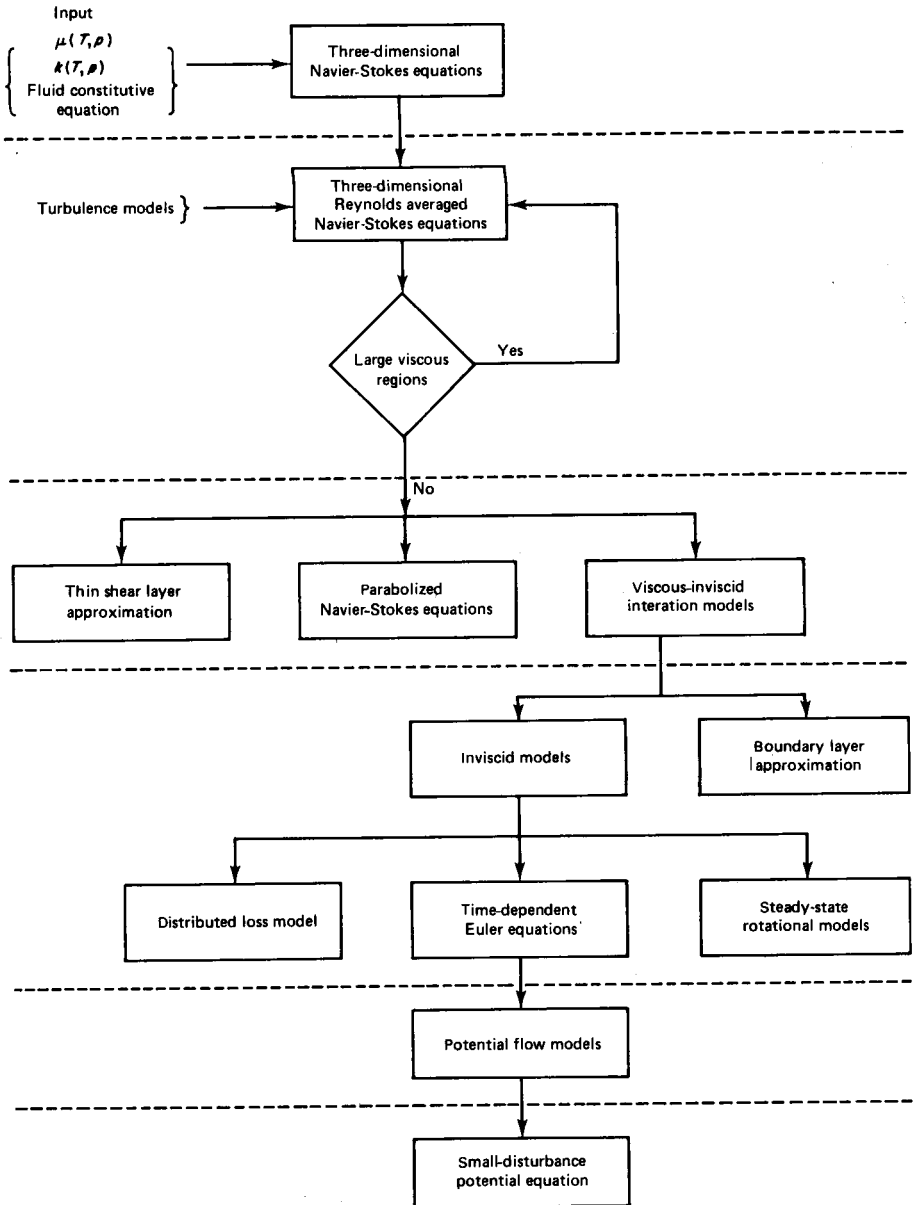 Input
μ(T,p)
k(T,p)
Fluid constitutive
equation
Three-dimensional
Navier-Stokes equations
Turbulence models
Three-dimensional
Reynolds averaged
Navier-Stokes equations
Large viscous
regions
Yes
No
Thin shear layer
approximation
Parabolized
Navier-Stokes equations
Viscous-inviscid
interation models
Inviscid models
Boundary layer
approximation
Distributed loss model
Time-dependent
Euler equations
Steady-state
rotational models
Potential flow models
Small-disturbance
potential equation